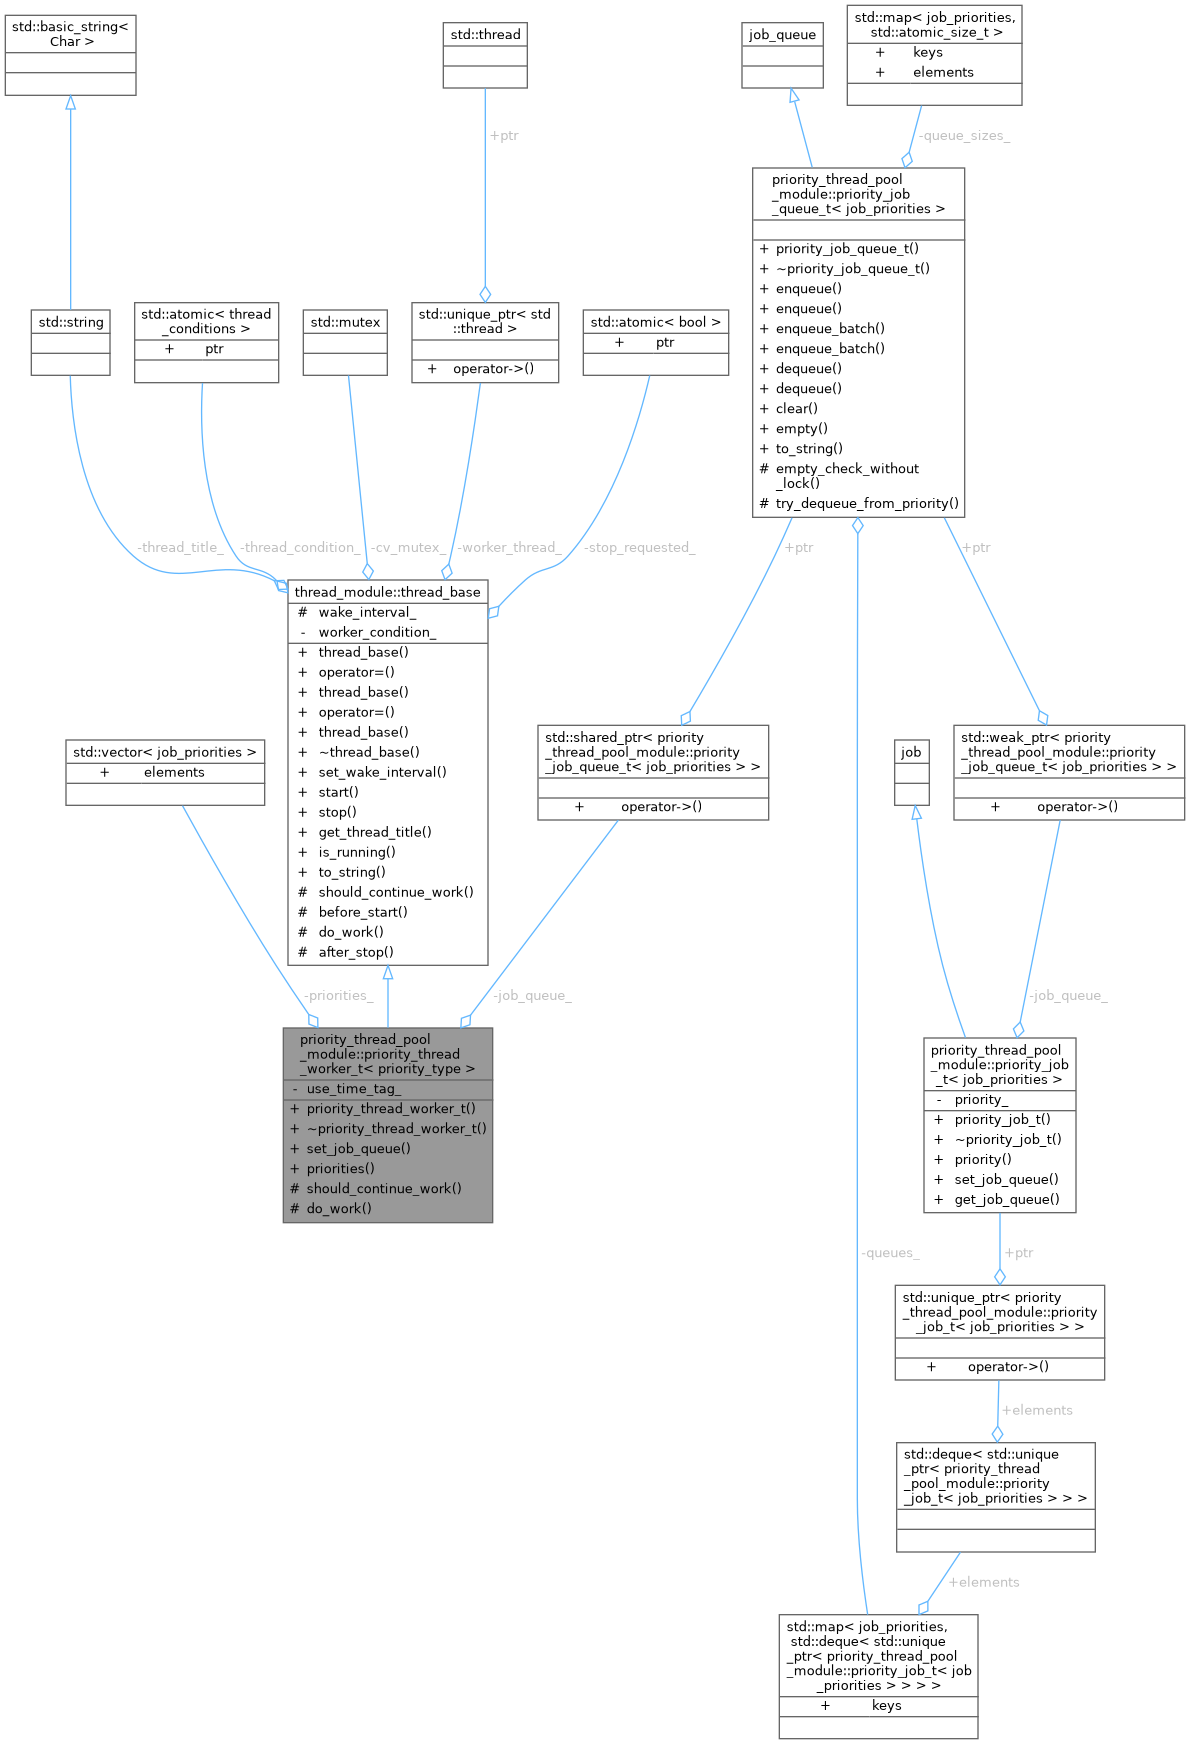 std::basic_string<
Char >
std::thread
job_queue
std::map< job_priorities,
std::atomic_size_t >
+ keys
+ elements
+ptr
-queue_sizes_
priority_thread_pool
_module::priority_job
_queue_t< job_priorities >
+ priority_job_queue_t()
+ ~priority_job_queue_t()
+ enqueue()
+ enqueue()
+ enqueue_batch()
+ enqueue_batch()
+ dequeue()
+ dequeue()
+ clear()
+ empty()
+ to_string()
# empty_check_without
_lock()
# try_dequeue_from_priority()
std::string
std::atomic< thread
_conditions >
+ ptr
std::mutex
std::unique_ptr< std
::thread >
+ operator->()
std::atomic< bool >
+ ptr
-thread_title_
-thread_condition_
-cv_mutex_
-worker_thread_
-stop_requested_
+ptr
+ptr
thread_module::thread_base
# wake_interval_
- worker_condition_
+ thread_base()
+ operator=()
+ thread_base()
+ operator=()
+ thread_base()
+ ~thread_base()
+ set_wake_interval()
+ start()
+ stop()
+ get_thread_title()
+ is_running()
+ to_string()
# should_continue_work()
# before_start()
# do_work()
# after_stop()
std::vector< job_priorities >
+ elements
std::shared_ptr< priority
_thread_pool_module::priority
_job_queue_t< job_priorities > >
+ operator->()
job
std::weak_ptr< priority
_thread_pool_module::priority
_job_queue_t< job_priorities > >
+ operator->()
-priorities_
-job_queue_
-job_queue_
priority_thread_pool
_module::priority_thread
_worker_t< priority_type >
- use_time_tag_
+ priority_thread_worker_t()
+ ~priority_thread_worker_t()
+ set_job_queue()
+ priorities()
# should_continue_work()
# do_work()
priority_thread_pool
_module::priority_job
_t< job_priorities >
- priority_
+ priority_job_t()
+ ~priority_job_t()
+ priority()
+ set_job_queue()
+ get_job_queue()
-queues_
+ptr
std::unique_ptr< priority
_thread_pool_module::priority
_job_t< job_priorities > >
+ operator->()
+elements
std::deque< std::unique
_ptr< priority_thread
_pool_module::priority
_job_t< job_priorities > > >
+elements
std::map< job_priorities,
std::deque< std::unique
_ptr< priority_thread_pool
_module::priority_job_t< job
_priorities > > > >
+ keys